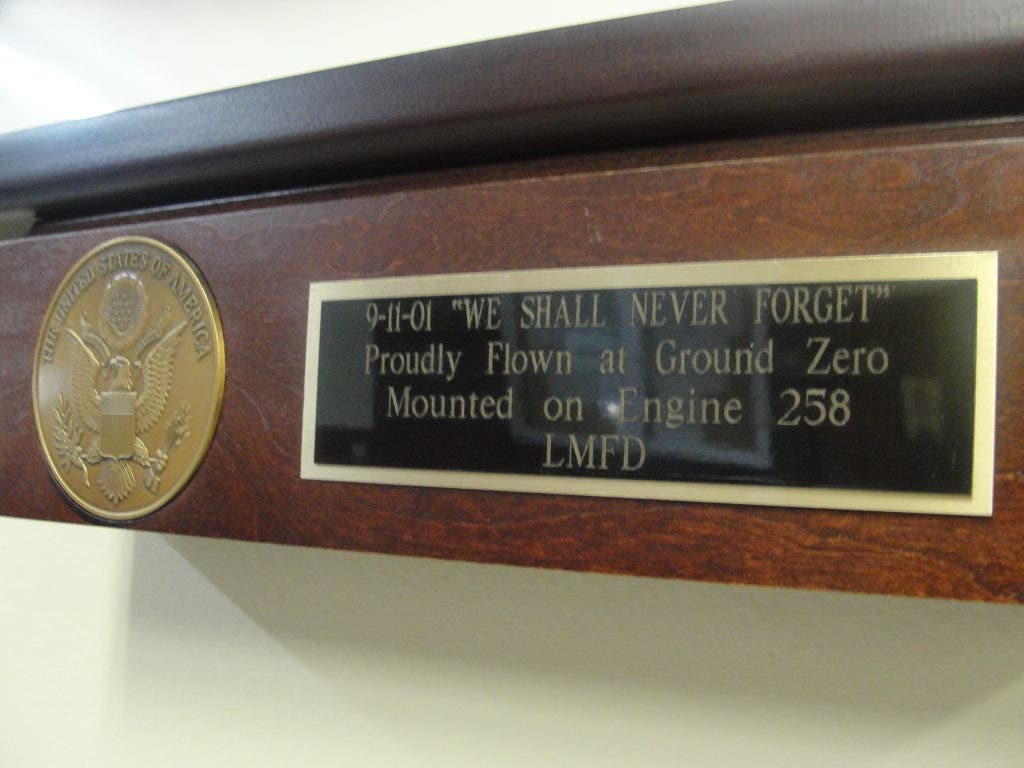 THE UNITED STATES OF AMERICA
9-11-01 "WE SHALL NEVER FORGET"
Proudly Flown at Ground Zero
Mounted on Engine 258
LMFD